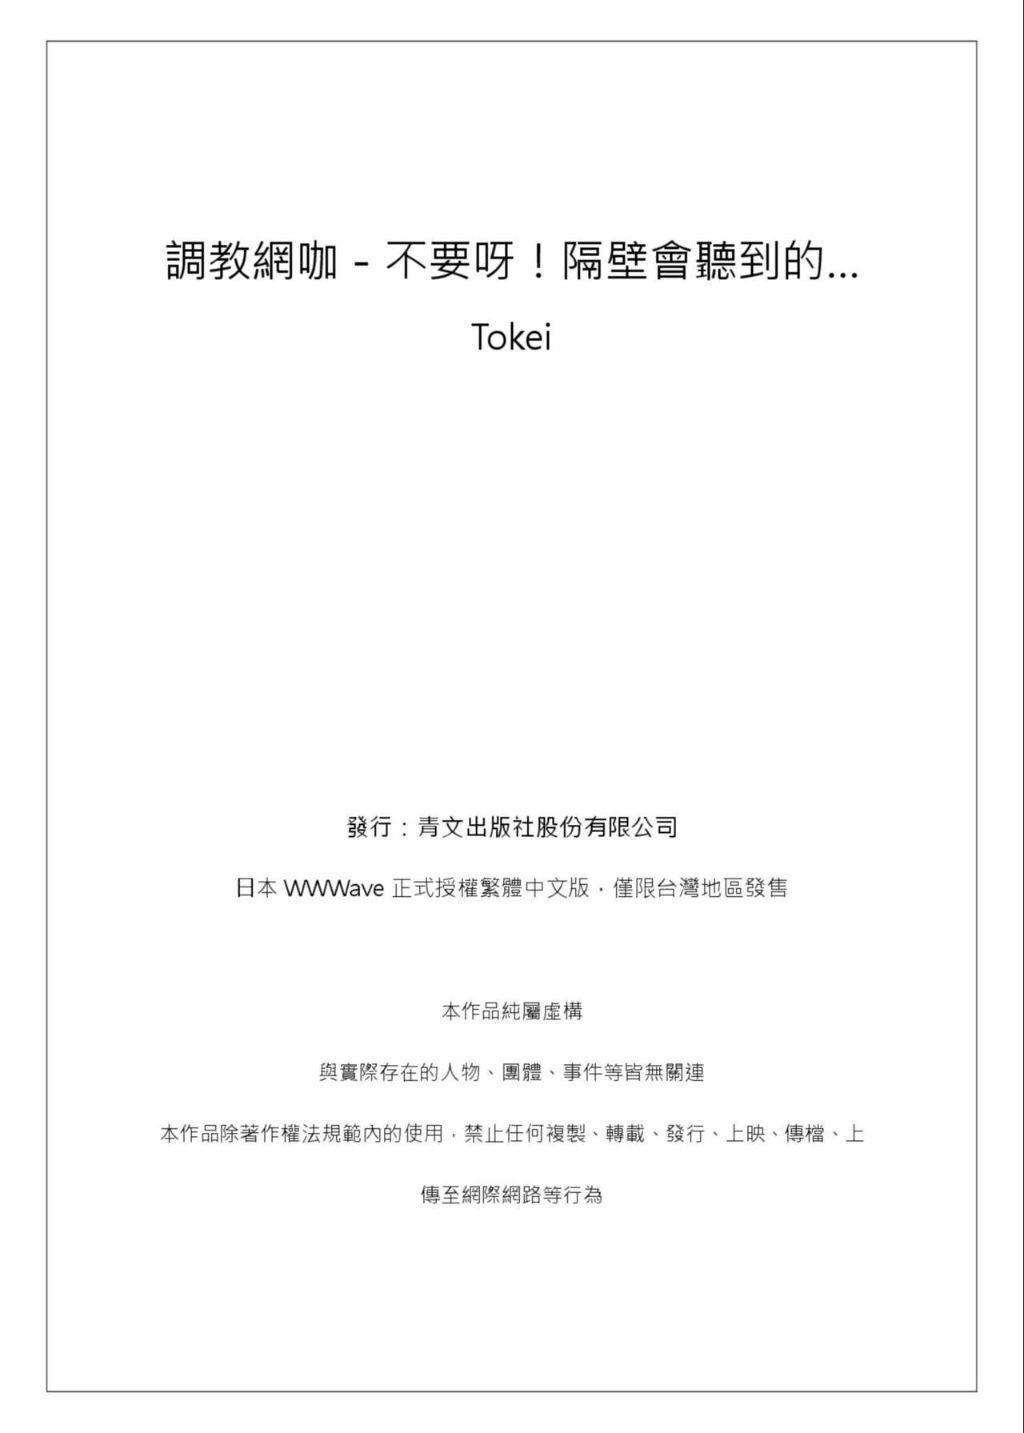 調教網咖 - 不要呀！隔壁會聽到的...
Tokei
發行：青文出版社股份有限公司
日本 WWWave 正式授權繁體中文版，僅限台灣地區發售
本作品純屬虛構
與實際存在的人物、團體、事件等皆無關連
本作品除著作權法規範內的使用，禁止任何複製、轉載、發行、上映、傳檔、上
傳至網際網路等行為